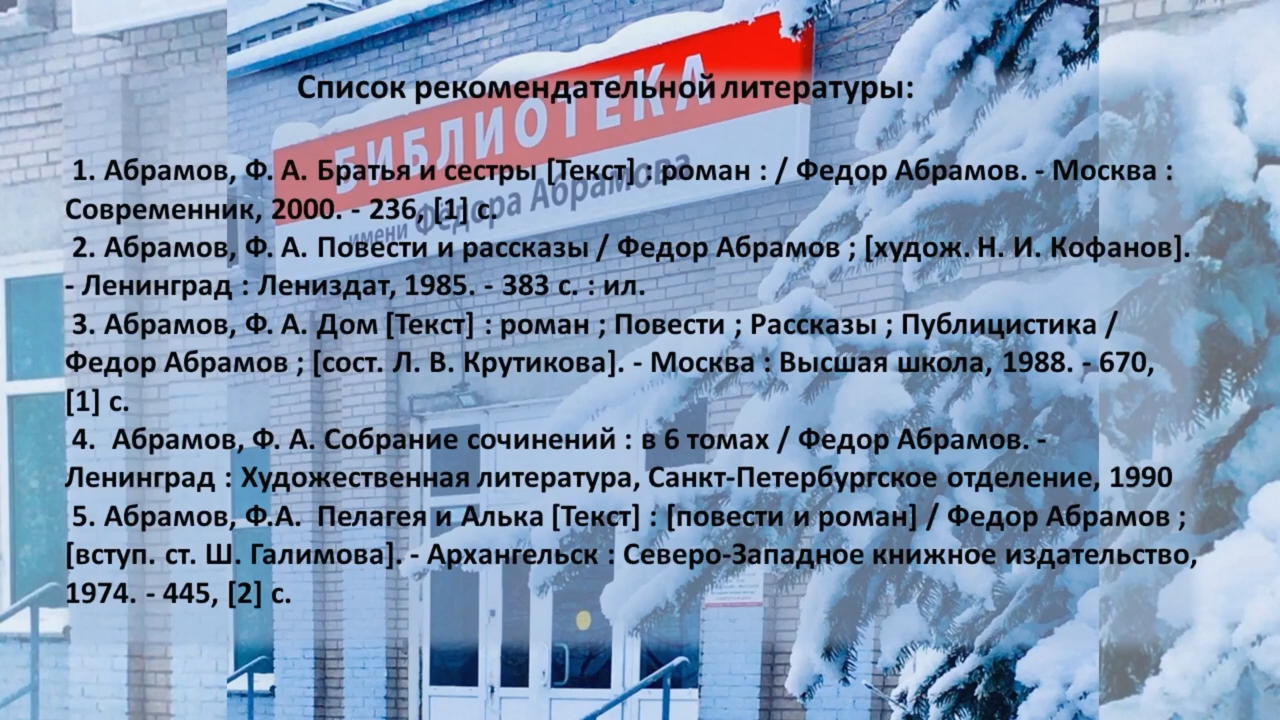 БИБЛИОТЕКА
имени Фёдора Абрамова
Список рекомендательной литературы:
1. Абрамов, Ф. А. Братья и сестры [Текст] : роман : / Федор Абрамов. - Москва :
Современник, 2000. - 236, [1] с.
2. Абрамов, Ф. А. Повести и рассказы / Федор Абрамов ; [худож. Н. И. Кофанов].
- Ленинград : Лениздат, 1985. - 383 с. : ил.
3. Абрамов, Ф. А. Дом [Текст] : роман ; Повести ; Рассказы ; Публицистика /
Федор Абрамов ; [сост. Л. В. Крутикова]. - Москва : Высшая школа, 1988. - 670,
[1] с.
4. Абрамов, Ф. А. Собрание сочинений : в 6 томах / Федор Абрамов. -
Ленинград : Художественная литература, Санкт-Петербургское отделение, 1990
5. Абрамов, Ф.А. Пелагея и Алька [Текст] : [повести и роман] / Федор Абрамов ;
[вступ. ст. Ш. Галимова]. - Архангельск : Северо-Западное книжное издательство,
1974. - 445, [2] с.